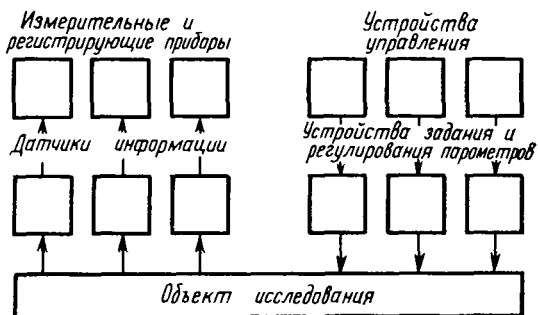 Измерительные и
регистрирующие приборы
Устройства
управления
Датчики информации
Устройства задания и
регулирования параметров
Объект исследования